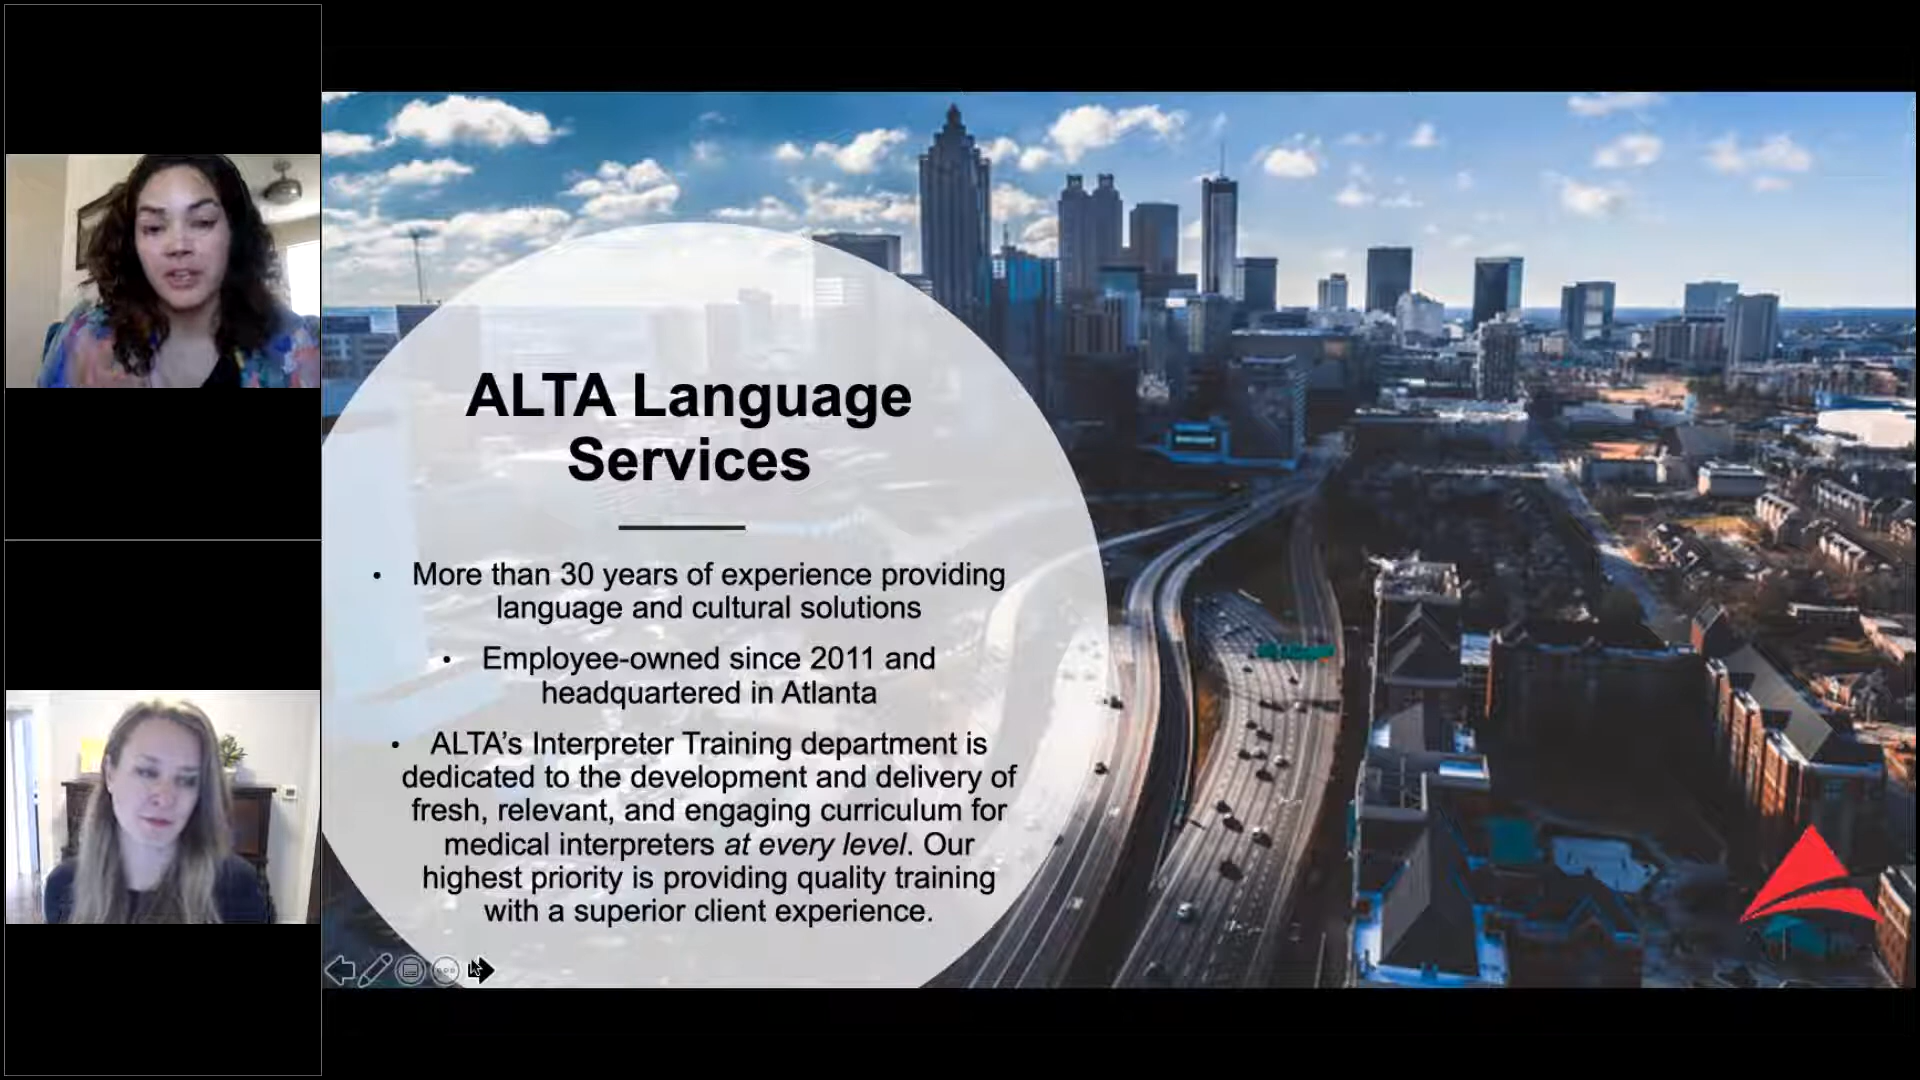 ALTA Language
Services
• More than 30 years of experience providing
language and cultural solutions
• Employee-owned since 2011 and
headquartered in Atlanta
• ALTA’s Interpreter Training department is
dedicated to the development and delivery of
fresh, relevant, and engaging curriculum for
medical interpreters at every level. Our
highest priority is providing quality training
with a superior client experience.